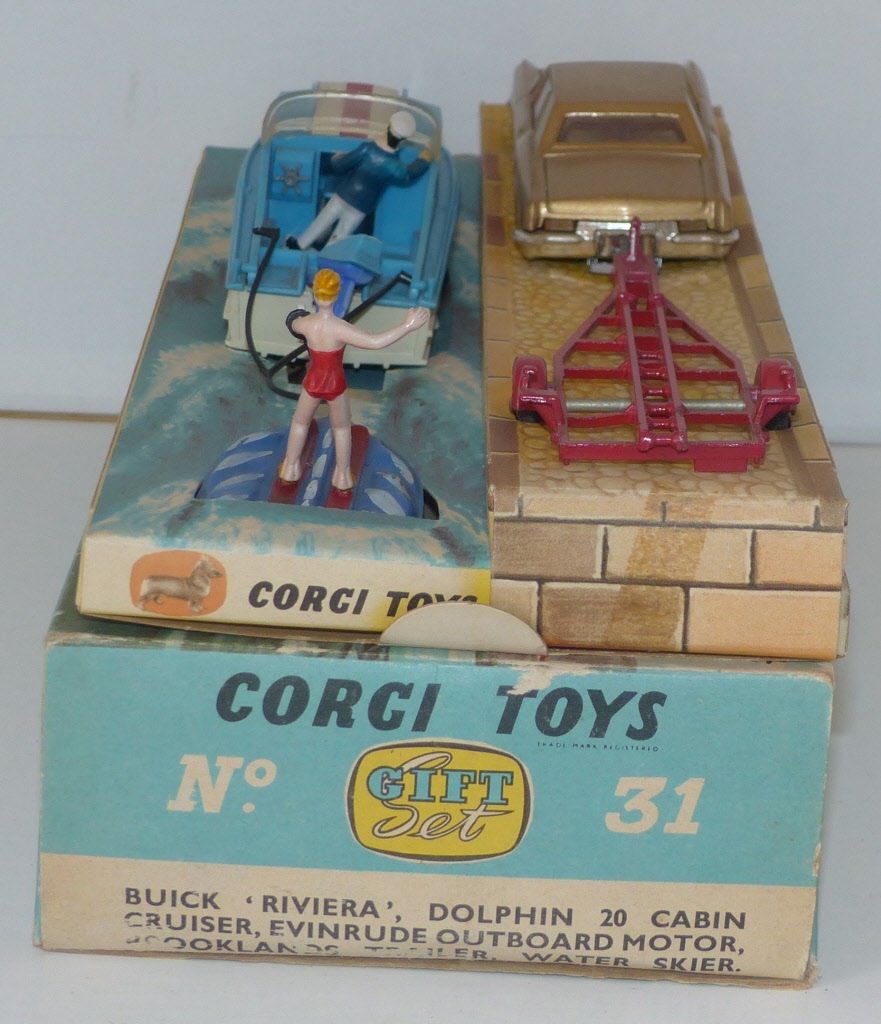 CORGI TOYS
CORGI TOYS
TRADE MARK REGISTERED
Nº.
GIFT
Set
31
BUICK ‘RIVIERA’, DOLPHIN 20 CABIN
CRUISER, EVINRUDE OUTBOARD MOTOR,
BROOKLANDS TRAILER, WATER SKIER.